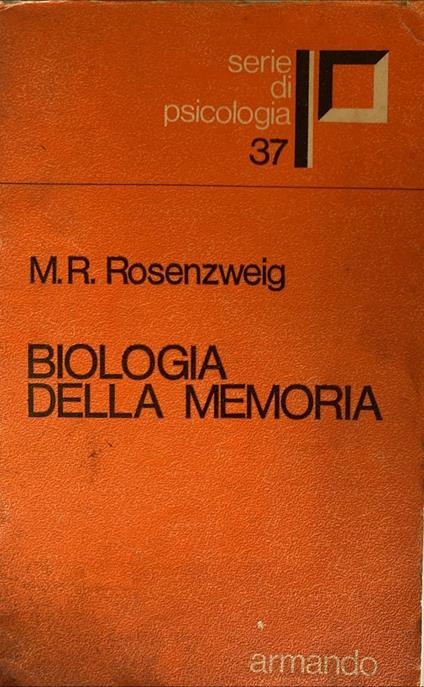 serie
di
psicologia
37
M.R. Rosenzweig
BIOLOGIA
DELLA MEMORIA
armando